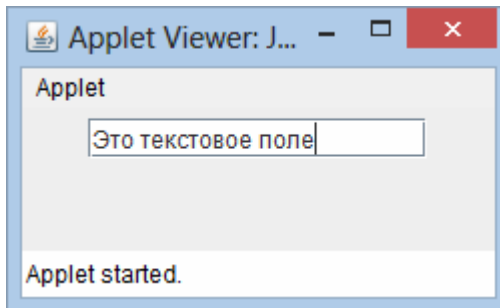 Applet Viewer: J...
Applet
Это текстовое поле
Applet started.